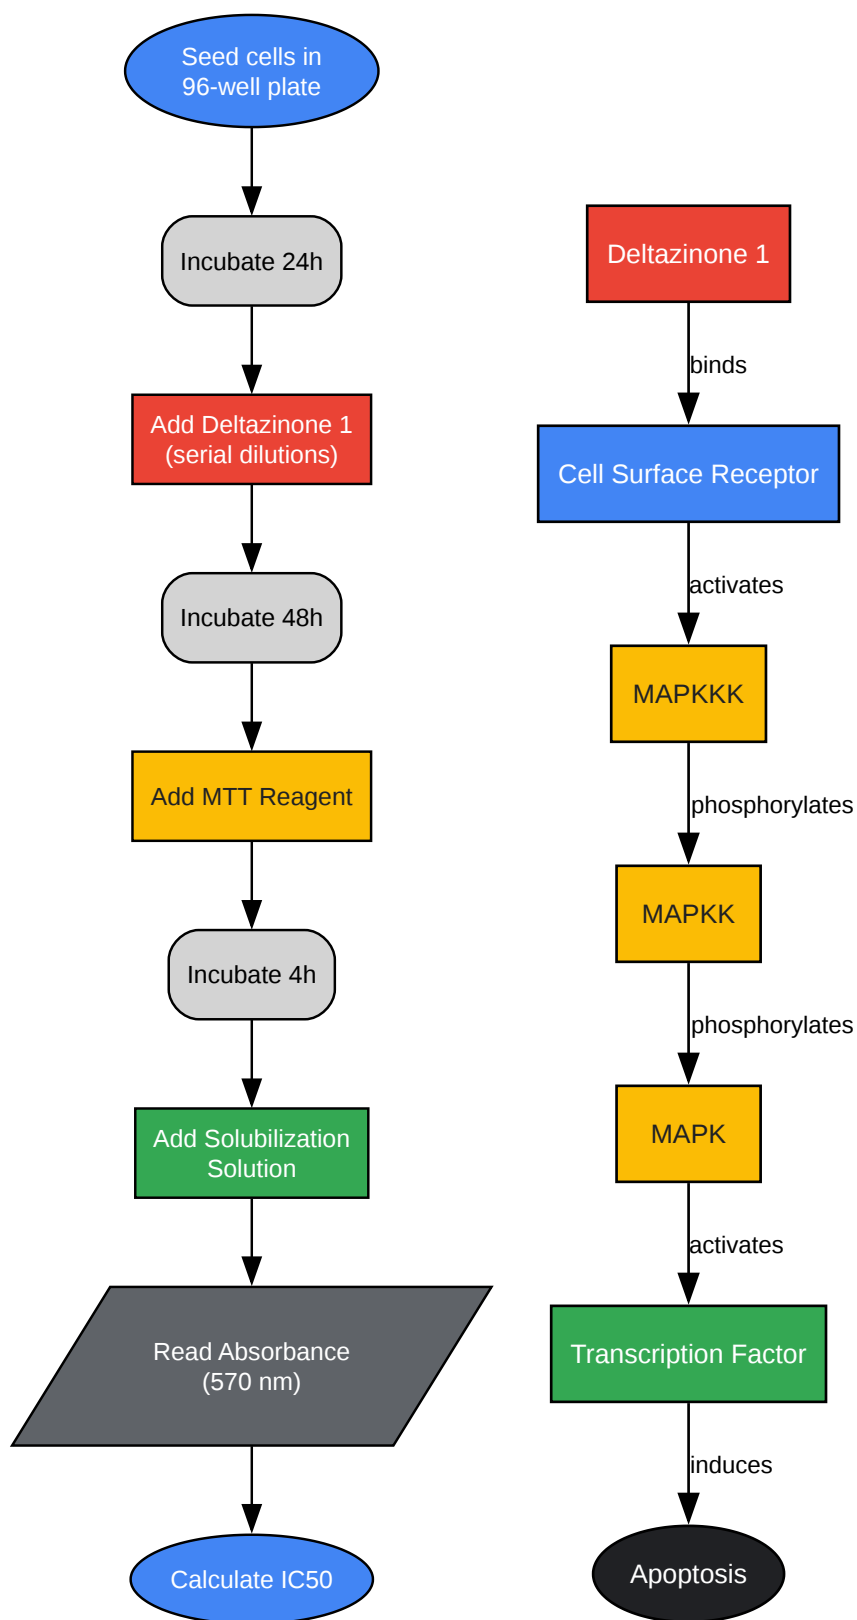 Seed cells in
96-well plate
Incubate 24h
Add Deltazinone 1
(serial dilutions)
Incubate 48h
Add MTT Reagent
Incubate 4h
Add Solubilization
Solution
Read Absorbance
(570 nm)
Calculate IC50
Deltazinone 1
binds
Cell Surface Receptor
activates
MAPKKK
phosphorylates
MAPKK
phosphorylates
MAPK
activates
Transcription Factor
induces
Apoptosis